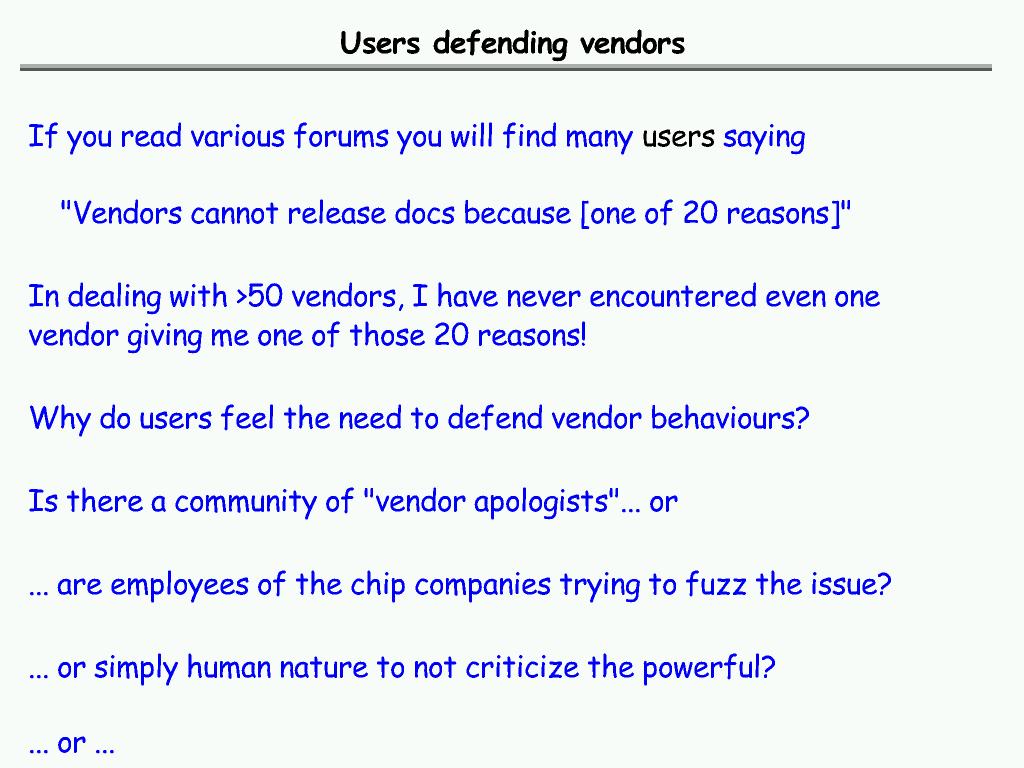 Users defending vendors
If you read various forums you will find many users saying
"Vendors cannot release docs because [one of 20 reasons]"
In dealing with >50 vendors, I have never encountered even one
vendor giving me one of those 20 reasons!
Why do users feel the need to defend vendor behaviours?
Is there a community of "vendor apologists"... or
... are employees of the chip companies trying to fuzz the issue?
... or simply human nature to not criticize the powerful?
... or ...